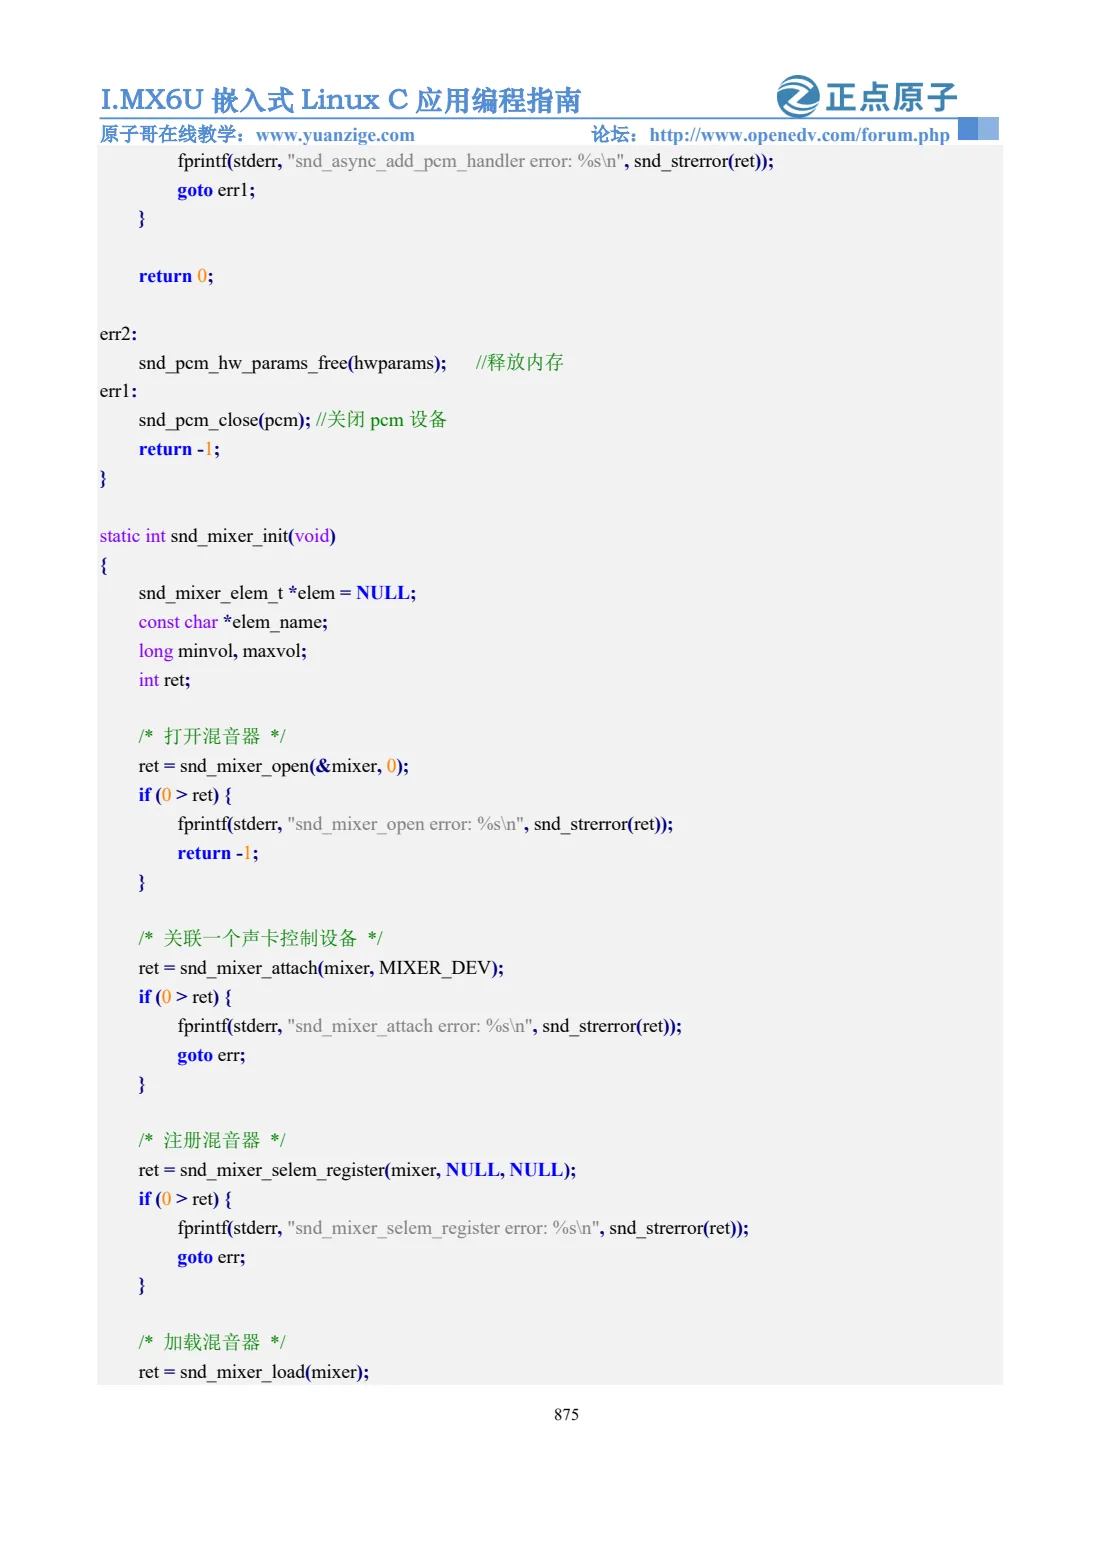 I.MX6U 嵌入式 Linux C 应用编程指南
正点原子
原子哥在线教学：www.yuanzige.com 论坛：http://www.openedv.com/forum.php
fprintf(stderr, "snd_async_add_pcm_handler error: %s\n", snd_strerror(ret));
goto err1;
}
return 0;
err2:
snd_pcm_hw_params_free(hwparams); //释放内存
err1:
snd_pcm_close(pcm); //关闭 pcm 设备
return -1;
}
static int snd_mixer_init(void)
{
snd_mixer_elem_t *elem = NULL;
const char *elem_name;
long minvol, maxvol;
int ret;
/* 打开混音器 */
ret = snd_mixer_open(&mixer, 0);
if (0 > ret) {
fprintf(stderr, "snd_mixer_open error: %s\n", snd_strerror(ret));
return -1;
}
/* 关联一个声卡控制设备 */
ret = snd_mixer_attach(mixer, MIXER_DEV);
if (0 > ret) {
fprintf(stderr, "snd_mixer_attach error: %s\n", snd_strerror(ret));
goto err;
}
/* 注册混音器 */
ret = snd_mixer_selem_register(mixer, NULL, NULL);
if (0 > ret) {
fprintf(stderr, "snd_mixer_selem_register error: %s\n", snd_strerror(ret));
goto err;
}
/* 加载混音器 */
ret = snd_mixer_load(mixer);
875